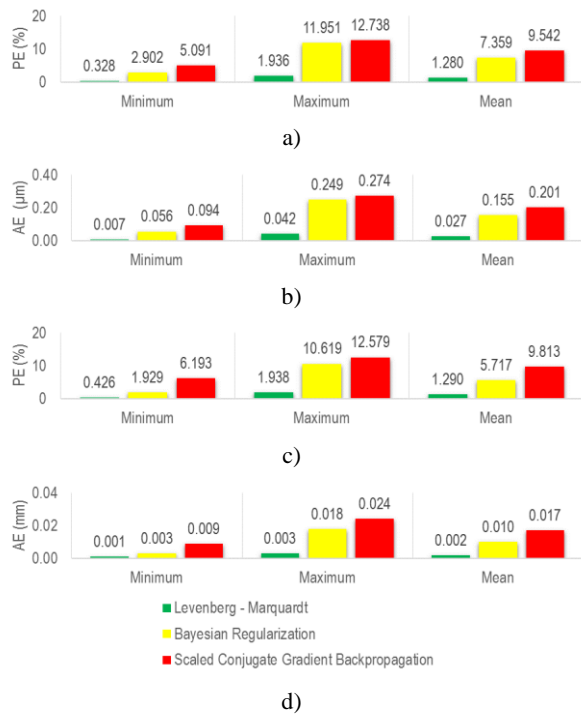 PE (%)
20
10
0
0.328 2.902 5.091
1.936 11.951 12.738
1.280 7.359 9.542
Minimum Maximum Mean
a)
AE (µm)
0.40
0.20
0.00
0.007 0.056 0.094
0.042 0.249 0.274
0.027 0.155 0.201
Minimum Maximum Mean
b)
PE (%)
20
10
0
0.426 1.929 6.193
1.938 10.619 12.579
1.290 5.717 9.813
Minimum Maximum Mean
c)
AE (mm)
0.04
0.02
0.00
0.001 0.003 0.009
0.003 0.018 0.024
0.002 0.010 0.017
Minimum Maximum Mean
Levenberg - Marquardt
Bayesian Regularization
Scaled Conjugate Gradient Backpropagation
d)